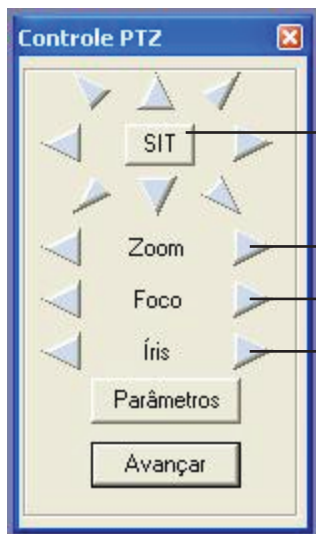 Controle PTZ
SIT
Zoom
Foco
Íris
Parâmetros
Avançar